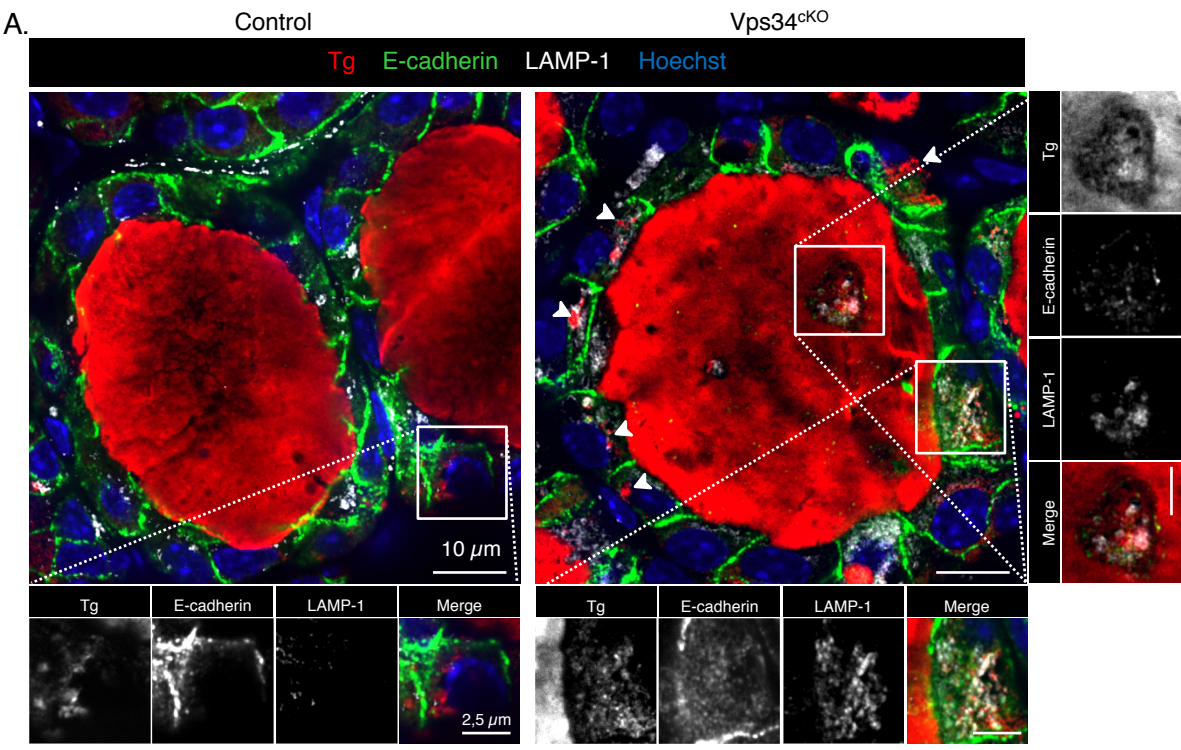 A.
Control Vps34cKO
Tg E-cadherin LAMP-1 Hoechst
10 µm
Tg
E-cadherin
LAMP-1
Merge
Tg E-cadherin LAMP-1 Merge
2,5 µm
Tg E-cadherin LAMP-1 Merge